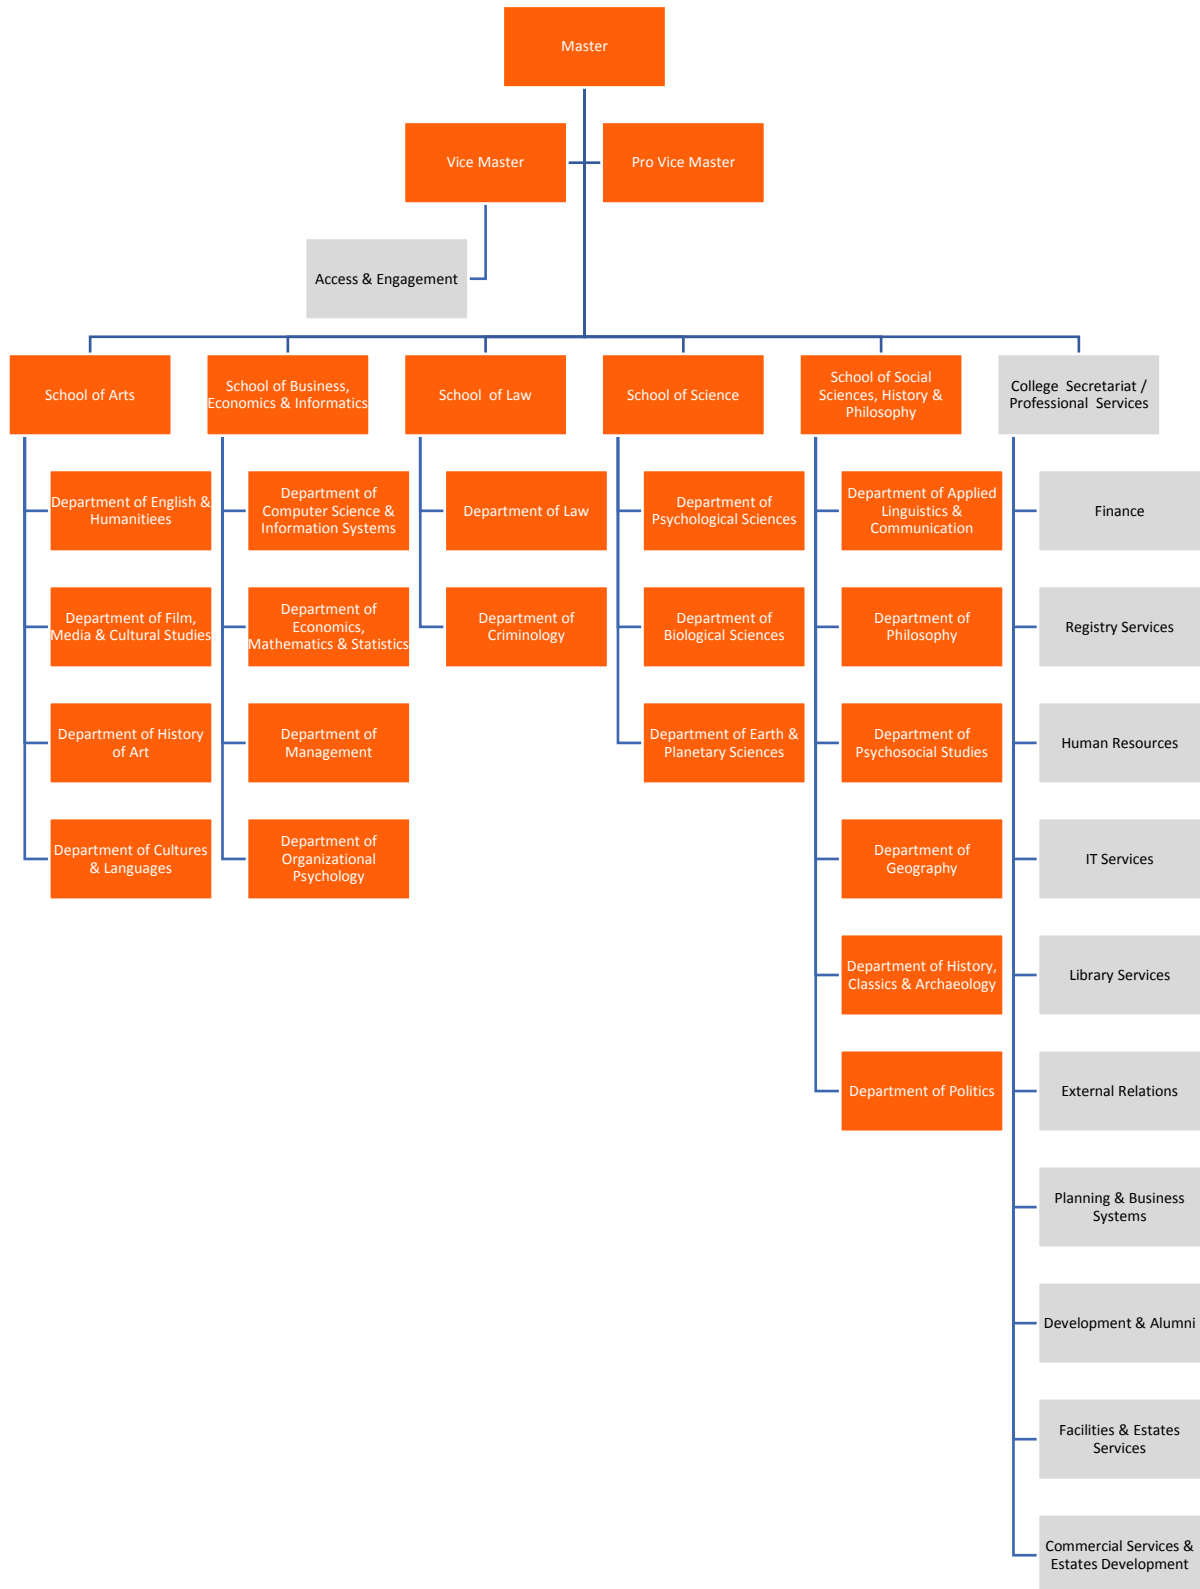 Master
Vice Master
Pro Vice Master
Access & Engagement
School of Arts
School of Business,
Economics & Informatics
School of Law
School of Science
School of Social
Sciences, History &
Philosophy
College Secretariat /
Professional Services
Department of English &
Humanitiees
Department of Film,
Media & Cultural Studies
Department of History
of Art
Department of Cultures
& Languages
Department of
Computer Science &
Information Systems
Department of
Economics,
Mathematics & Statistics
Department of
Management
Department of
Organizational
Psychology
Department of Law
Department of
Criminology
Department of
Psychological Sciences
Department of
Biological Sciences
Department of Earth &
Planetary Sciences
Department of Applied
Linguistics &
Communication
Department of
Philosophy
Department of
Psychosocial Studies
Department of
Geography
Department of History,
Classics & Archaeology
Department of Politics
Finance
Registry Services
Human Resources
IT Services
Library Services
External Relations
Planning & Business
Systems
Development & Alumni
Facilities & Estates
Services
Commercial Services &
Estates Development